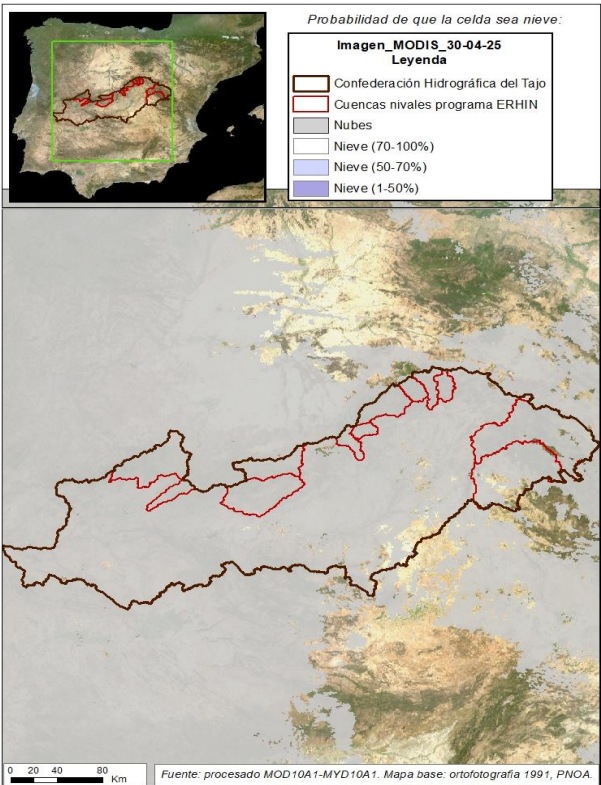 Probabilidad de que la celda sea nieve:
Imagen_MODIS_30-04-25
Leyenda
Confederación Hidrográfica del Tajo
Cuencas nivales programa ERHIN
Nubes
Nieve (70-100%)
Nieve (50-70%)
Nieve (1-50%)
0 20 40 80
Km
Fuente: procesado MOD10A1-MYD10A1. Mapa base: ortofotografía 1991, PNOA.